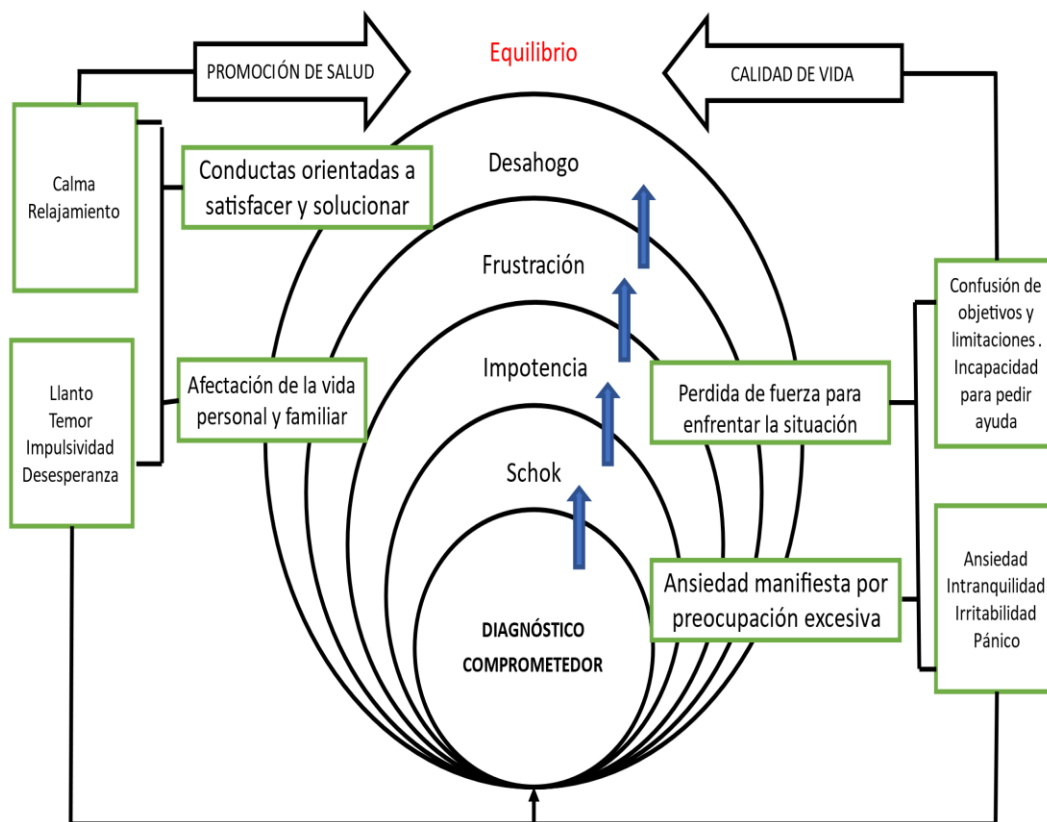 Equilibrio
PROMOCIÓN DE SALUD
CALIDAD DE VIDA
Desahogo
Conductas orientadas a
satisfacer y solucionar
Calma
Relajamiento
Frustración
Confusión de
objetivos y
limitaciones .
Incapacidad
para pedir
ayuda
Impotencia
Afectación de la vida
personal y familiar
Perdida de fuerza para
enfrentar la situación
Llanto
Temor
Impulsividad
Desesperanza
Schok
Ansiedad manifiesta por
preocupación excesiva
Ansiedad
Intranquilidad
Irritabilidad
Pánico
DIAGNÓSTICO
COMPROMETEDOR